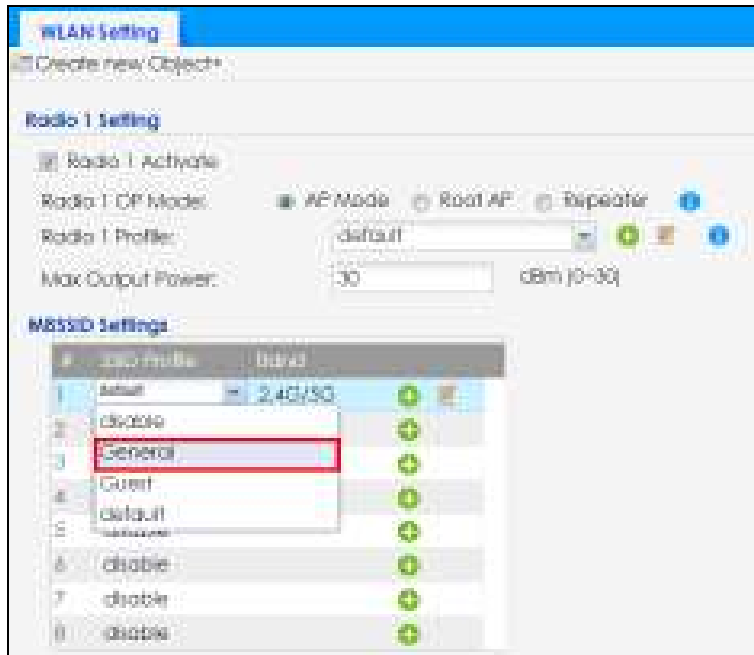 WLAN Setting
Create new Object
Radio 1 Setting
Radio 1 Activate
Radio 1 OP Mode: AP Mode Root AP Repeater
Radio 1 Profile: default
Max Output Power: 30 dBm (0~30)
MBSSID Settings
# SSID Profile
1 default 2.4G/5G
2 disable
3 General
4 Guest
default
5
6 disable
7 disable
8 disable